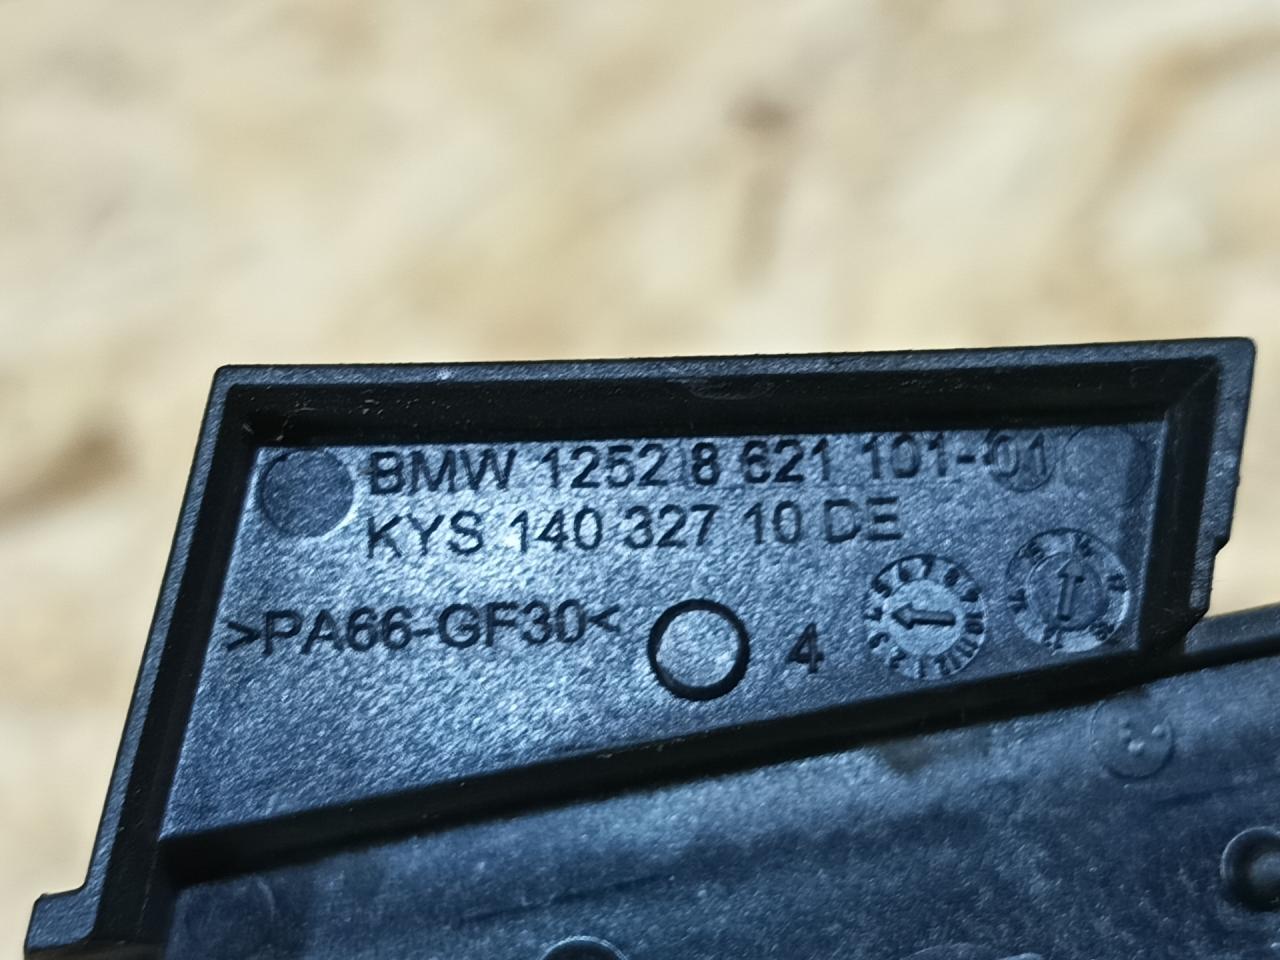 BMW 1252 8 621 101-01
KYS 140 327 10 DE
>PA66-GF30<
4